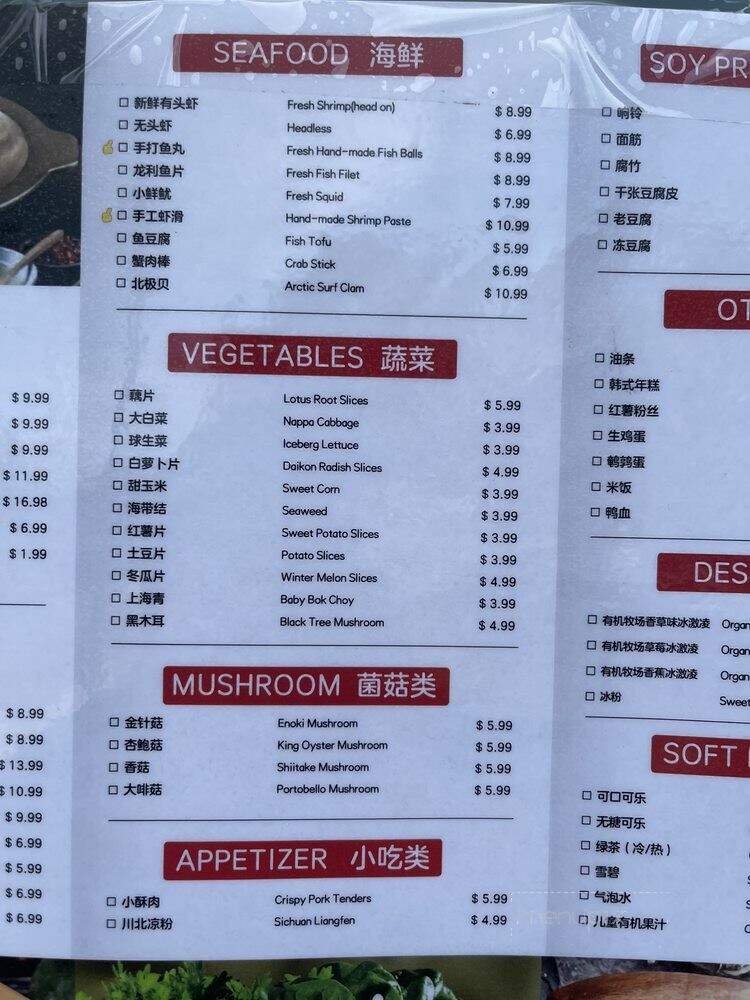 $ 9.99
$ 9.99
$ 9.99
$ 11.99
$ 16.98
$ 6.99
$ 1.99
$ 8.99
$ 8.99
$ 13.99
$ 10.99
$ 9.99
$ 6.99
$ 5.99
$ 6.99
$ 6.99
SEAFOOD 海鲜
新鲜有头虾 Fresh Shrimp(head on) $ 8.99
无头虾 Headless $ 6.99
手打鱼丸 Fresh Hand-made Fish Balls $ 8.99
龙利鱼片 Fresh Fish Filet $ 8.99
小鲜鱿 Fresh Squid $ 7.99
手工虾滑 Hand-made Shrimp Paste $ 10.99
鱼豆腐 Fish Tofu $ 5.99
蟹肉棒 Crab Stick $ 6.99
北极贝 Arctic Surf Clam $ 10.99
VEGETABLES 蔬菜
藕片 Lotus Root Slices $ 5.99
大白菜 Nappa Cabbage $ 3.99
球生菜 Iceberg Lettuce $ 3.99
白萝卜片 Daikon Radish Slices $ 4.99
甜玉米 Sweet Corn $ 3.99
海带结 Seaweed $ 3.99
红薯片 Sweet Potato Slices $ 3.99
土豆片 Potato Slices $ 3.99
冬瓜片 Winter Melon Slices $ 4.99
上海青 Baby Bok Choy $ 3.99
黑木耳 Black Tree Mushroom $ 4.99
MUSHROOM 菌菇类
金针菇 Enoki Mushroom $ 5.99
杏鲍菇 King Oyster Mushroom $ 5.99
香菇 Shiitake Mushroom $ 5.99
大啡菇 Portobello Mushroom $ 5.99
APPETIZER 小吃类
小酥肉 Crispy Pork Tenders $ 5.99
川北凉粉 Sichuan Liangfen $ 4.99
SOY PR
响铃
面筋
腐竹
干张豆腐皮
老豆腐
冻豆腐
OT
油条
韩式年糕
红薯粉丝
生鸡蛋
鹌鹑蛋
米饭
鸭血
DES
有机牧场香草味冰激凌 Organ
有机牧场草莓冰激凌 Organ
有机牧场香蕉冰激凌 Organ
冰粉 Sweet
SOFT
可口可乐
无糖可乐
绿茶（冷/热）
雪碧
气泡水
儿童有机果汁